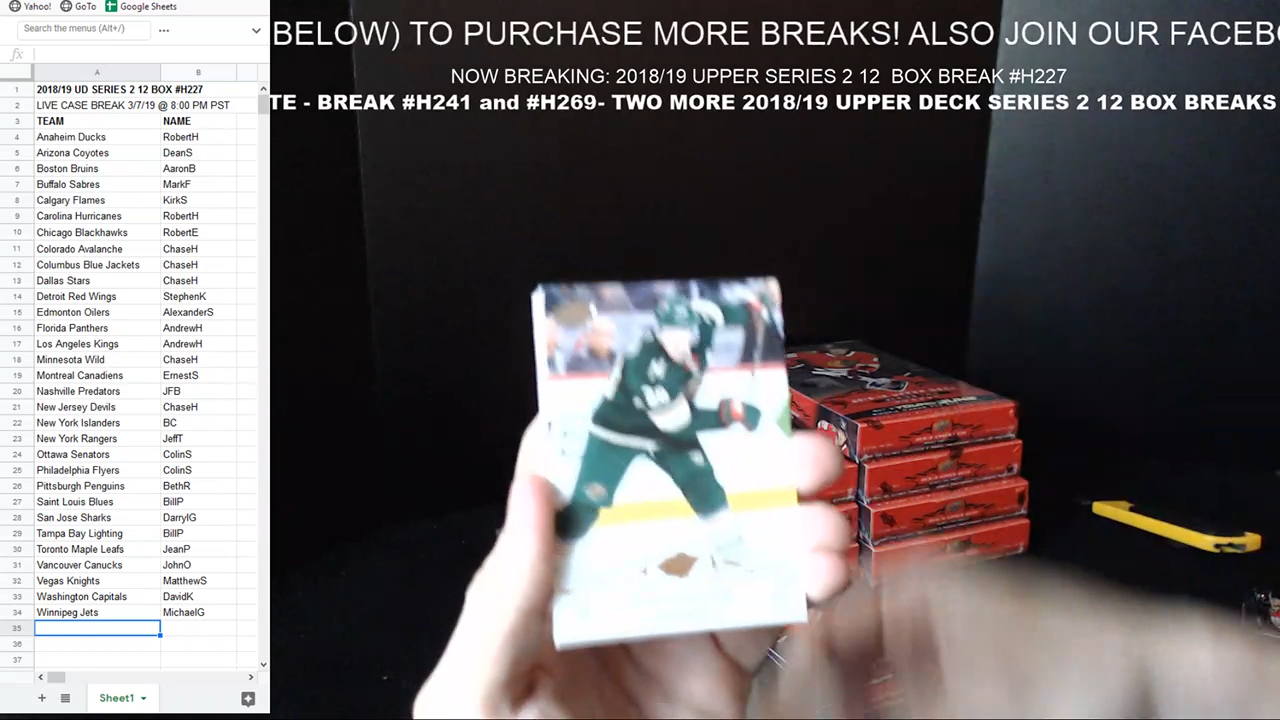 Yahoo! GoTo Google Sheets
Search the menus (Alt+/)
fx
A B
1 2018/19 UD SERIES 2 12 BOX #H227
2 LIVE CASE BREAK 3/7/19 @ 8:00 PM PST
3 TEAM NAME
4 Anaheim Ducks RobertH
5 Arizona Coyotes DeanS
6 Boston Bruins AaronB
7 Buffalo Sabres MarkF
8 Calgary Flames KirkS
9 Carolina Hurricanes RobertH
10 Chicago Blackhawks RobertE
11 Colorado Avalanche ChaseH
12 Columbus Blue Jackets ChaseH
13 Dallas Stars ChaseH
14 Detroit Red Wings StephenK
15 Edmonton Oilers AlexanderS
16 Florida Panthers AndrewH
17 Los Angeles Kings AndrewH
18 Minnesota Wild ChaseH
19 Montreal Canadiens ErnestS
20 Nashville Predators JFB
21 New Jersey Devils ChaseH
22 New York Islanders BC
23 New York Rangers JeffT
24 Ottawa Senators ColinS
25 Philadelphia Flyers ColinS
26 Pittsburgh Penguins BethR
27 Saint Louis Blues BillP
28 San Jose Sharks DarrylG
29 Tampa Bay Lighting BillP
30 Toronto Maple Leafs JeanP
31 Vancouver Canucks JohnO
32 Vegas Knights MatthewS
33 Washington Capitals DavidK
34 Winnipeg Jets MichaelG
35
36
37
Sheet1
BELOW) TO PURCHASE MORE BREAKS! ALSO JOIN OUR FACEBO
NOW BREAKING: 2018/19 UPPER SERIES 2 12 BOX BREAK #H227
TE - BREAK #H241 and #H269- TWO MORE 2018/19 UPPER DECK SERIES 2 12 BOX BREAKS